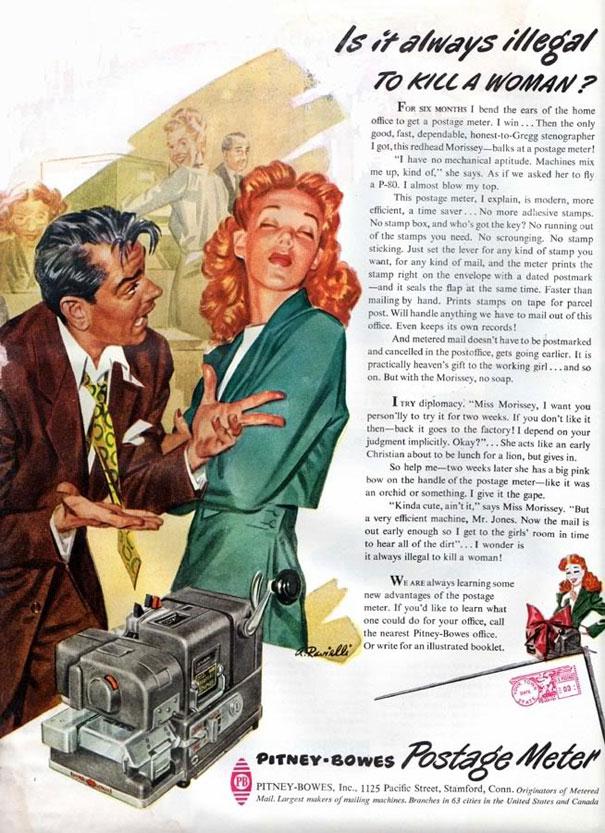 Is it always illegal
TO KILL A WOMAN?
FOR SIX MONTHS I bend the ears of the home
office to get a postage meter. I win . . . Then the only
good, fast, dependable, honest-to-Gregg stenographer
I got, this redhead Morissey—balks at a postage meter!
"I have no mechanical aptitude. Machines mix
me up, kind of," she says. As if we asked her to fly
a P-80. I almost blow my top.
This postage meter, I explain, is modern, more
efficient, a time saver . . . No more adhesive stamps.
No stamp box, and who's got the key? No running out
of the stamps you need. No scrounging. No stamp
sticking. Just set the lever for any kind of stamp you
want, for any kind of mail, and the meter prints the
stamp right on the envelope with a dated postmark
—and it seals the flap at the same time. Faster than
mailing by hand. Prints stamps on tape for parcel
post. Will handle anything we have to mail out of this
office. Even keeps its own records!
And metered mail doesn't have to be postmarked
and cancelled in the postoffice, gets going earlier. It is
practically heaven's gift to the working girl . . . and so
on. But with the Morissey, no soap.
I TRY diplomacy. "Miss Morissey, I want you
person'lly to try it for two weeks. If you don't like it
then—back it goes to the factory! I depend on your
judgment implicitly. Okay?". . . She acts like an early
Christian about to be lunch for a lion, but gives in.
So help me—two weeks later she has a big pink
bow on the handle of the postage meter—like it was
an orchid or something. I give it the gape.
"Kinda cute, ain't it," says Miss Morissey. "But
a very efficient machine, Mr. Jones. Now the mail is
out early enough so I get to the girls' room in time
to hear all of the dirt". . . I wonder is
it always illegal to kill a woman!
WE ARE always learning some
new advantages of the postage
meter. If you'd like to learn what
one could do for your office, call
the nearest Pitney-Bowes office.
Or write for an illustrated booklet.
A. Ravielli
PITNEY-BOWES Postage Meter
PB
PITNEY-BOWES, Inc., 1125 Pacific Street, Stamford, Conn. Originators of Metered
Mail. Largest makers of mailing machines. Branches in 63 cities in the United States and Canada